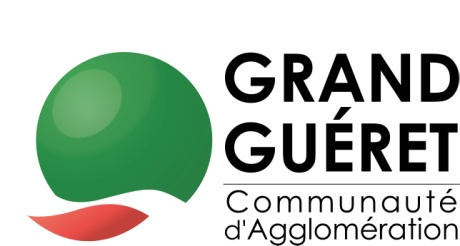 GRAND
GUÉRET
Communauté
d'Agglomération